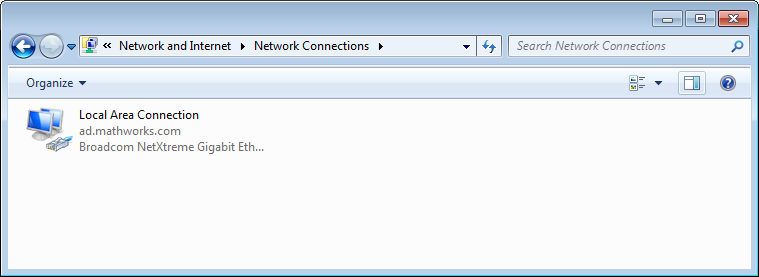 « Network and Internet ▸ Network Connections ▸
Search Network Connections
Organize
Local Area Connection
ad.mathworks.com
Broadcom NetXtreme Gigabit Eth...